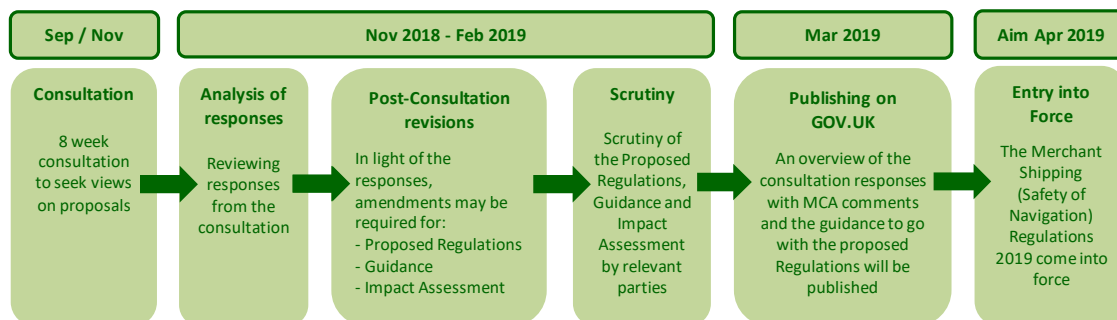 Sep / Nov
Nov 2018 - Feb 2019
Mar 2019
Aim Apr 2019
Consultation
8 week
consultation
to seek views
on proposals
Analysis of
responses
Reviewing
responses
from the
consultation
Post-Consultation
revisions
In light of the
responses,
amendments may be
required for:
- Proposed Regulations
- Guidance
- Impact Assessment
Scrutiny
Scrutiny of
the Proposed
Regulations,
Guidance and
Impact
Assessment
by relevant
parties
Publishing on
GOV.UK
An overview of the
consultation responses
with MCA comments
and the guidance to go
with the proposed
Regulations will be
published
Entry into
Force
The Merchant
Shipping
(Safety of
Navigation)
Regulations
2019 come into
force